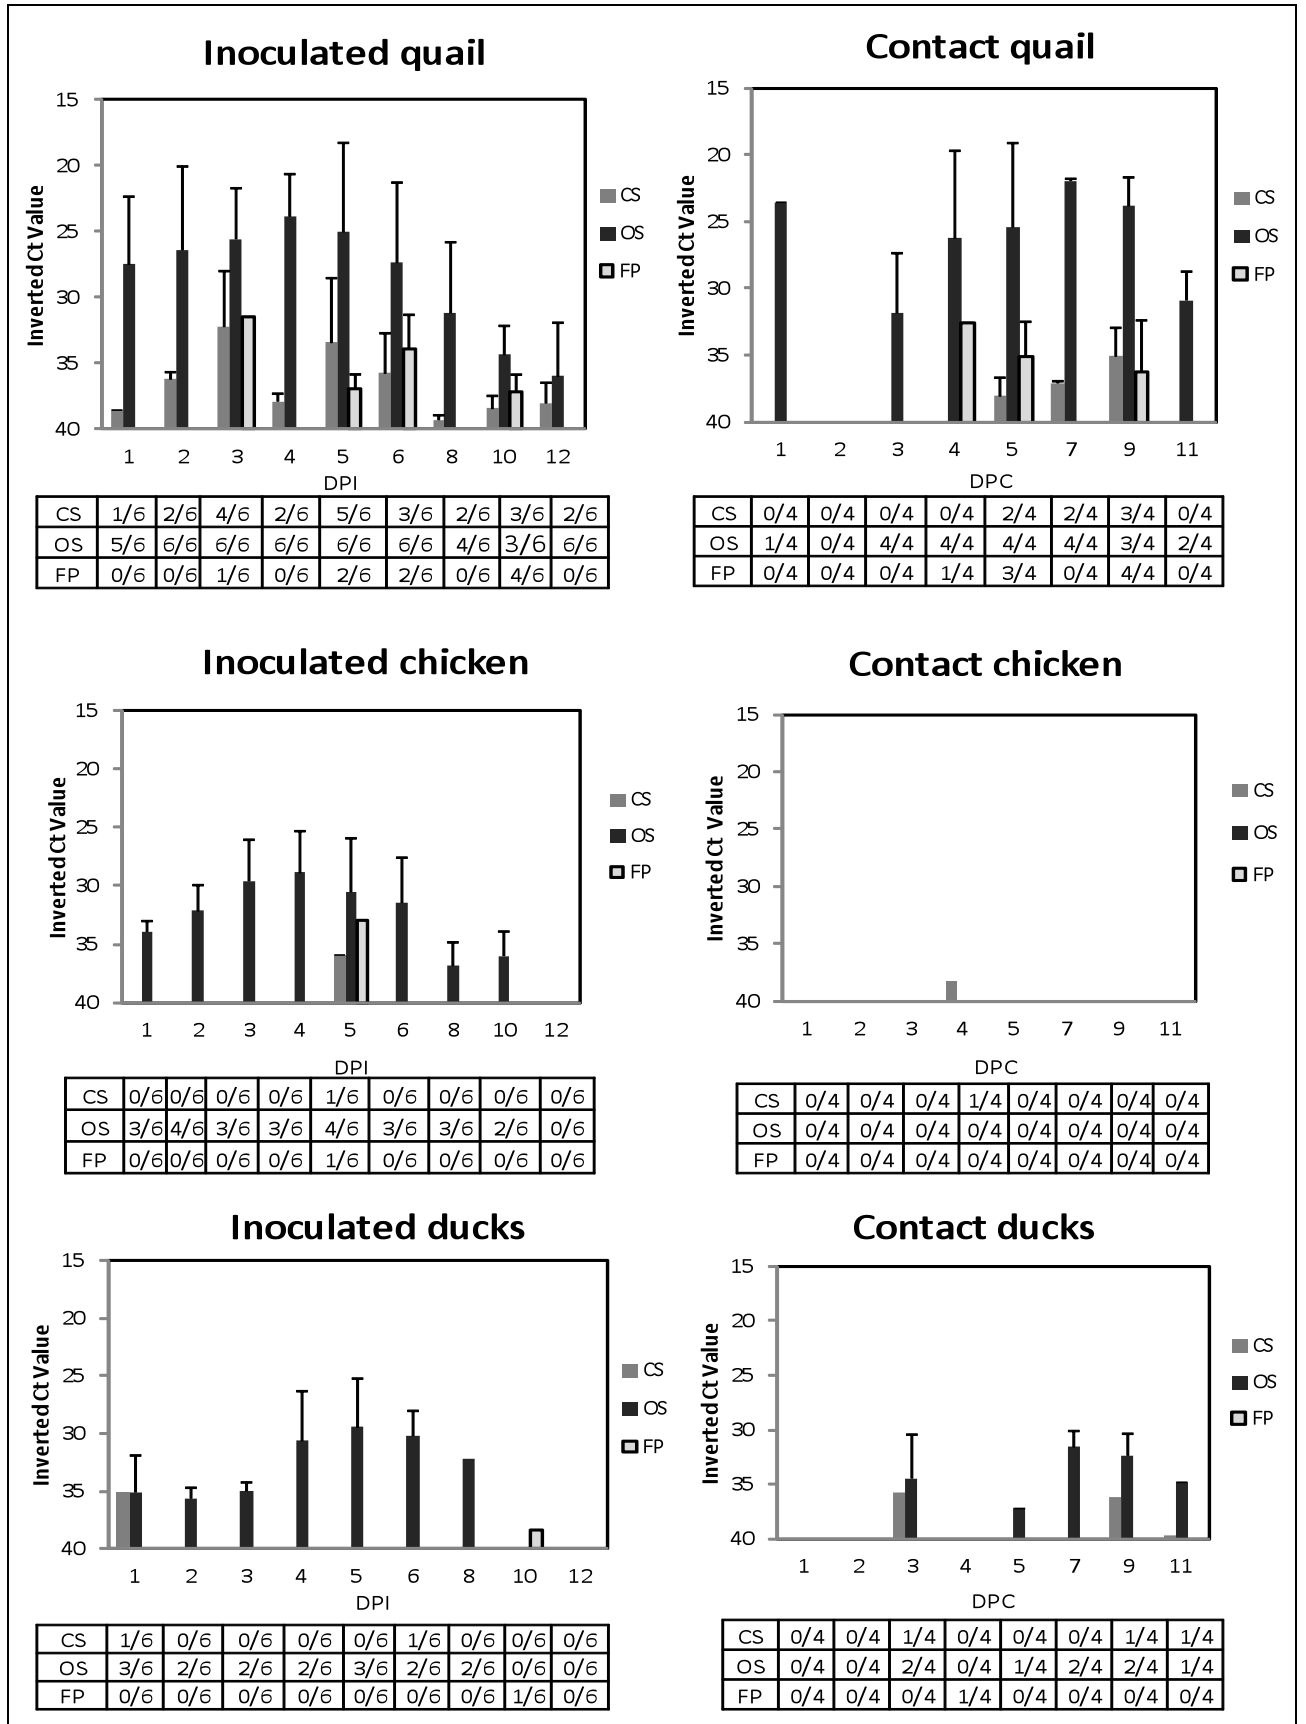 Inoculated quail
Inverted Ct Value
15
20
25
30
35
40
1 2 3 4 5 6 8 10 12
DPI
CS
OS
FP
CS 1/6 2/6 4/6 2/6 5/6 3/6 2/6 3/6 2/6
OS 5/6 6/6 6/6 6/6 6/6 6/6 4/6 3/6 6/6
FP 0/6 0/6 1/6 0/6 2/6 2/6 0/6 4/6 0/6
Contact quail
Inverted Ct Value
15
20
25
30
35
40
1 2 3 4 5 7 9 11
DPC
CS
OS
FP
CS 0/4 0/4 0/4 0/4 2/4 2/4 3/4 0/4
OS 1/4 0/4 4/4 4/4 4/4 4/4 3/4 2/4
FP 0/4 0/4 0/4 1/4 3/4 0/4 4/4 0/4
Inoculated chicken
Inverted Ct Value
15
20
25
30
35
40
1 2 3 4 5 6 8 10 12
DPI
CS
OS
FP
CS 0/6 0/6 0/6 0/6 1/6 0/6 0/6 0/6 0/6
OS 3/6 4/6 3/6 3/6 4/6 3/6 3/6 2/6 0/6
FP 0/6 0/6 0/6 0/6 1/6 0/6 0/6 0/6 0/6
Contact chicken
Inverted Ct Value
15
20
25
30
35
40
1 2 3 4 5 7 9 11
DPC
CS
OS
FP
CS 0/4 0/4 0/4 1/4 0/4 0/4 0/4 0/4
OS 0/4 0/4 0/4 0/4 0/4 0/4 0/4 0/4
FP 0/4 0/4 0/4 0/4 0/4 0/4 0/4 0/4
Inoculated ducks
Inverted Ct Value
15
20
25
30
35
40
1 2 3 4 5 6 8 10 12
DPI
CS
OS
FP
CS 1/6 0/6 0/6 0/6 0/6 1/6 0/6 0/6 0/6
OS 3/6 2/6 2/6 2/6 3/6 2/6 2/6 0/6 0/6
FP 0/6 0/6 0/6 0/6 0/6 0/6 0/6 1/6 0/6
Contact ducks
Inverted Ct Value
15
20
25
30
35
40
1 2 3 4 5 7 9 11
DPC
CS
OS
FP
CS 0/4 0/4 1/4 0/4 0/4 0/4 1/4 1/4
OS 0/4 0/4 2/4 0/4 1/4 2/4 2/4 1/4
FP 0/4 0/4 0/4 1/4 0/4 0/4 0/4 0/4